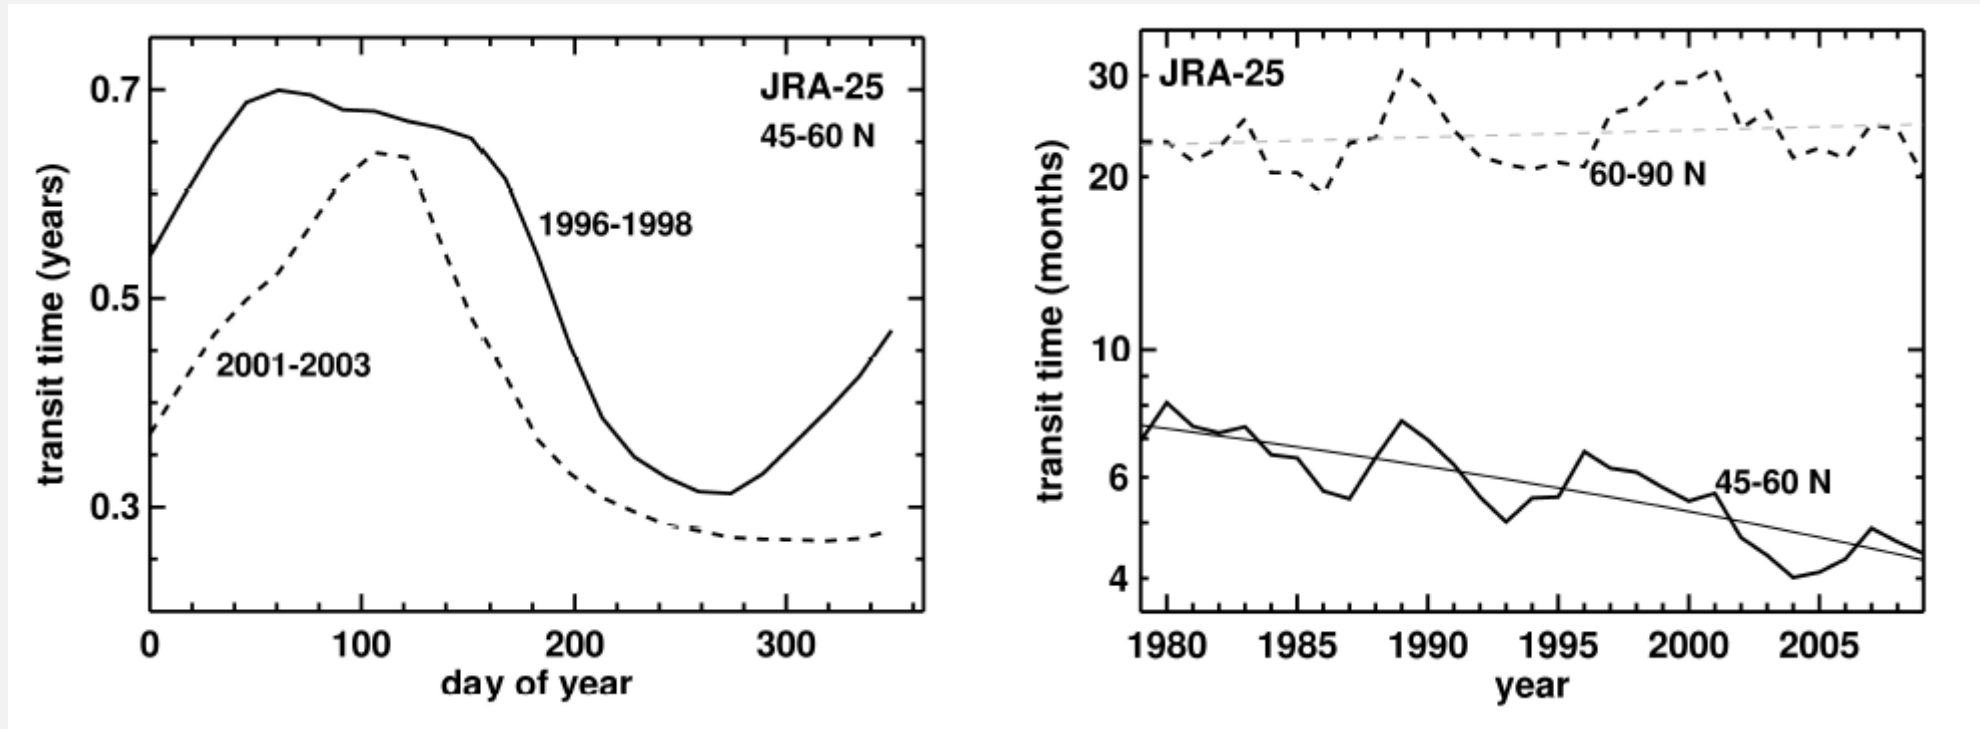 JRA-25
45-60 N
0.7
0.5
0.3
transit time (years)
1996-1998
2001-2003
0 100 200 300
day of year
JRA-25
30
20
10
6
4
transit time (months)
60-90 N
45-60 N
1980 1985 1990 1995 2000 2005
year